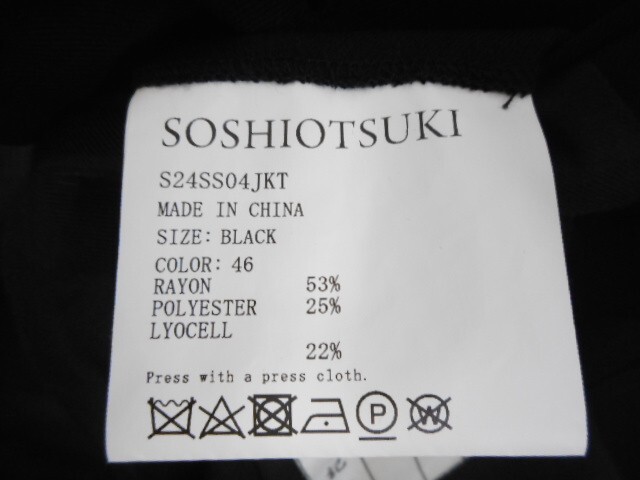 SOSHIOTSUKI
S24SS04JKT
MADE IN CHINA
SIZE: BLACK
COLOR: 46
RAYON 53%
POLYESTER 25%
LYOCELL
22%
Press with a press cloth.
P
W